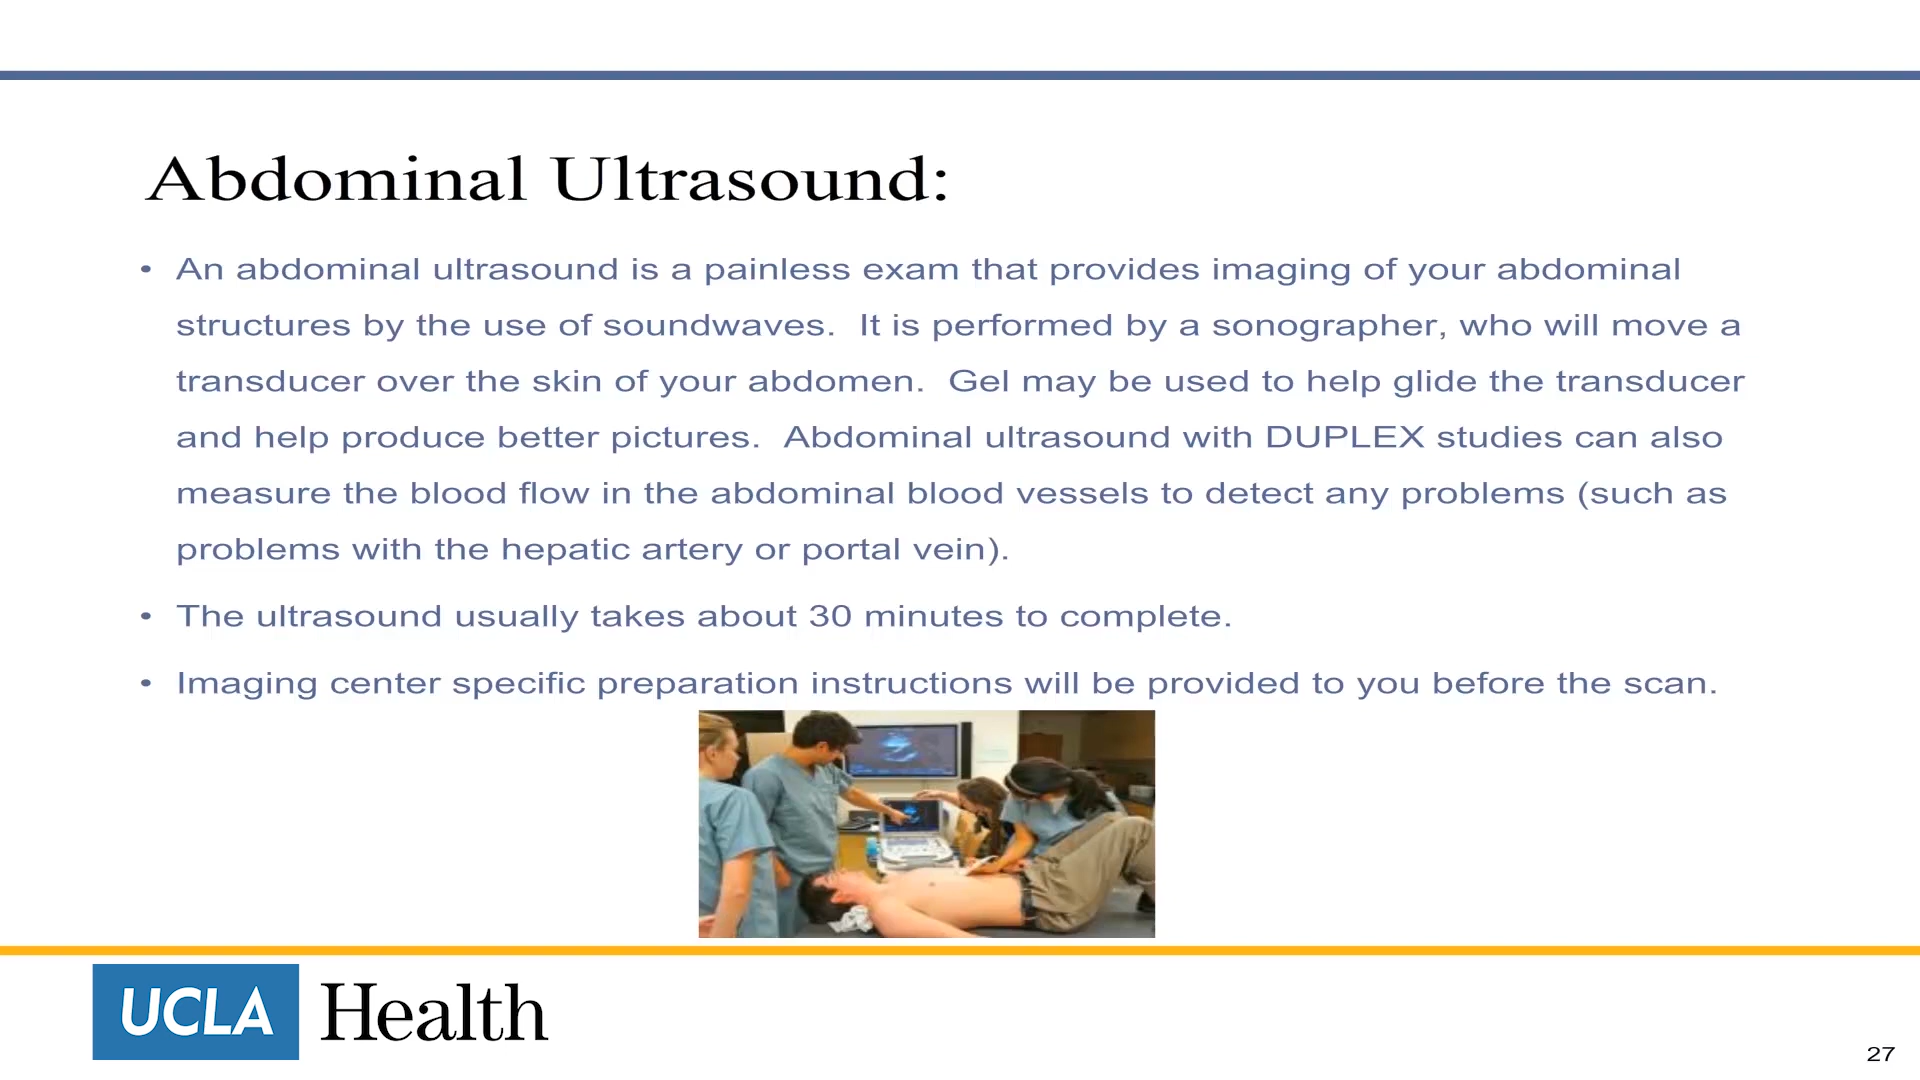 Abdominal Ultrasound:
• An abdominal ultrasound is a painless exam that provides imaging of your abdominal
structures by the use of soundwaves.  It is performed by a sonographer, who will move a
transducer over the skin of your abdomen.  Gel may be used to help glide the transducer
and help produce better pictures.  Abdominal ultrasound with DUPLEX studies can also
measure the blood flow in the abdominal blood vessels to detect any problems (such as
problems with the hepatic artery or portal vein).
• The ultrasound usually takes about 30 minutes to complete.
• Imaging center specific preparation instructions will be provided to you before the scan.
UCLA Health
27